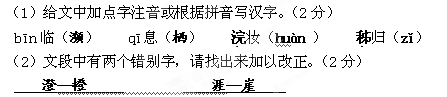 (1)给文中加点字注音或根据拼音写汉字。(2分)
bīn临(濒) qī息(栖) 浣妆(huàn) 秭归(zǐ)
(2)文段中有两个错别字,请找出来加以改正。(2分)
澄—橙 涯—崖